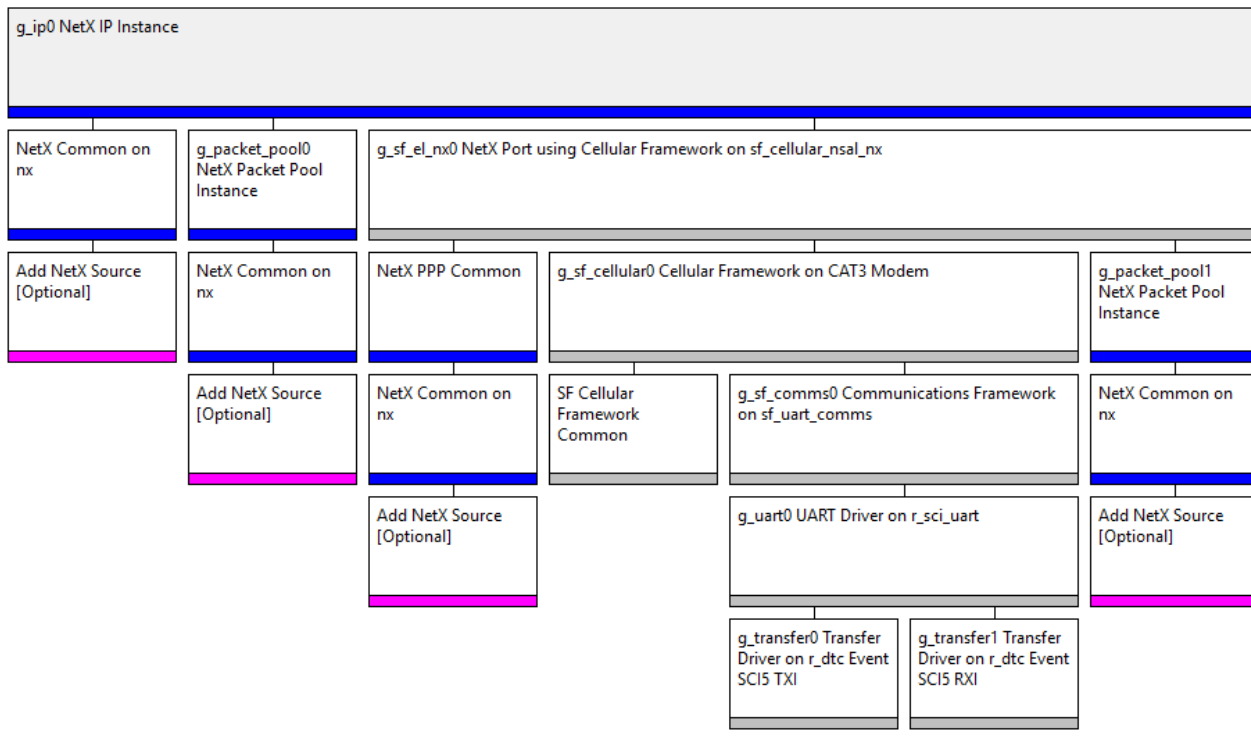 g_ip0 NetX IP Instance
NetX Common on
nx
g_packet_pool0
NetX Packet Pool
Instance
g_sf_el_nx0 NetX Port using Cellular Framework on sf_cellular_nsal_nx
Add NetX Source
[Optional]
NetX Common on
nx
NetX PPP Common
g_sf_cellular0 Cellular Framework on CAT3 Modem
g_packet_pool1
NetX Packet Pool
Instance
Add NetX Source
[Optional]
NetX Common on
nx
SF Cellular
Framework
Common
g_sf_comms0 Communications Framework
on sf_uart_comms
NetX Common on
nx
Add NetX Source
[Optional]
g_uart0 UART Driver on r_sci_uart
Add NetX Source
[Optional]
g_transfer0 Transfer
Driver on r_dtc Event
SCI5 TXI
g_transfer1 Transfer
Driver on r_dtc Event
SCI5 RXI